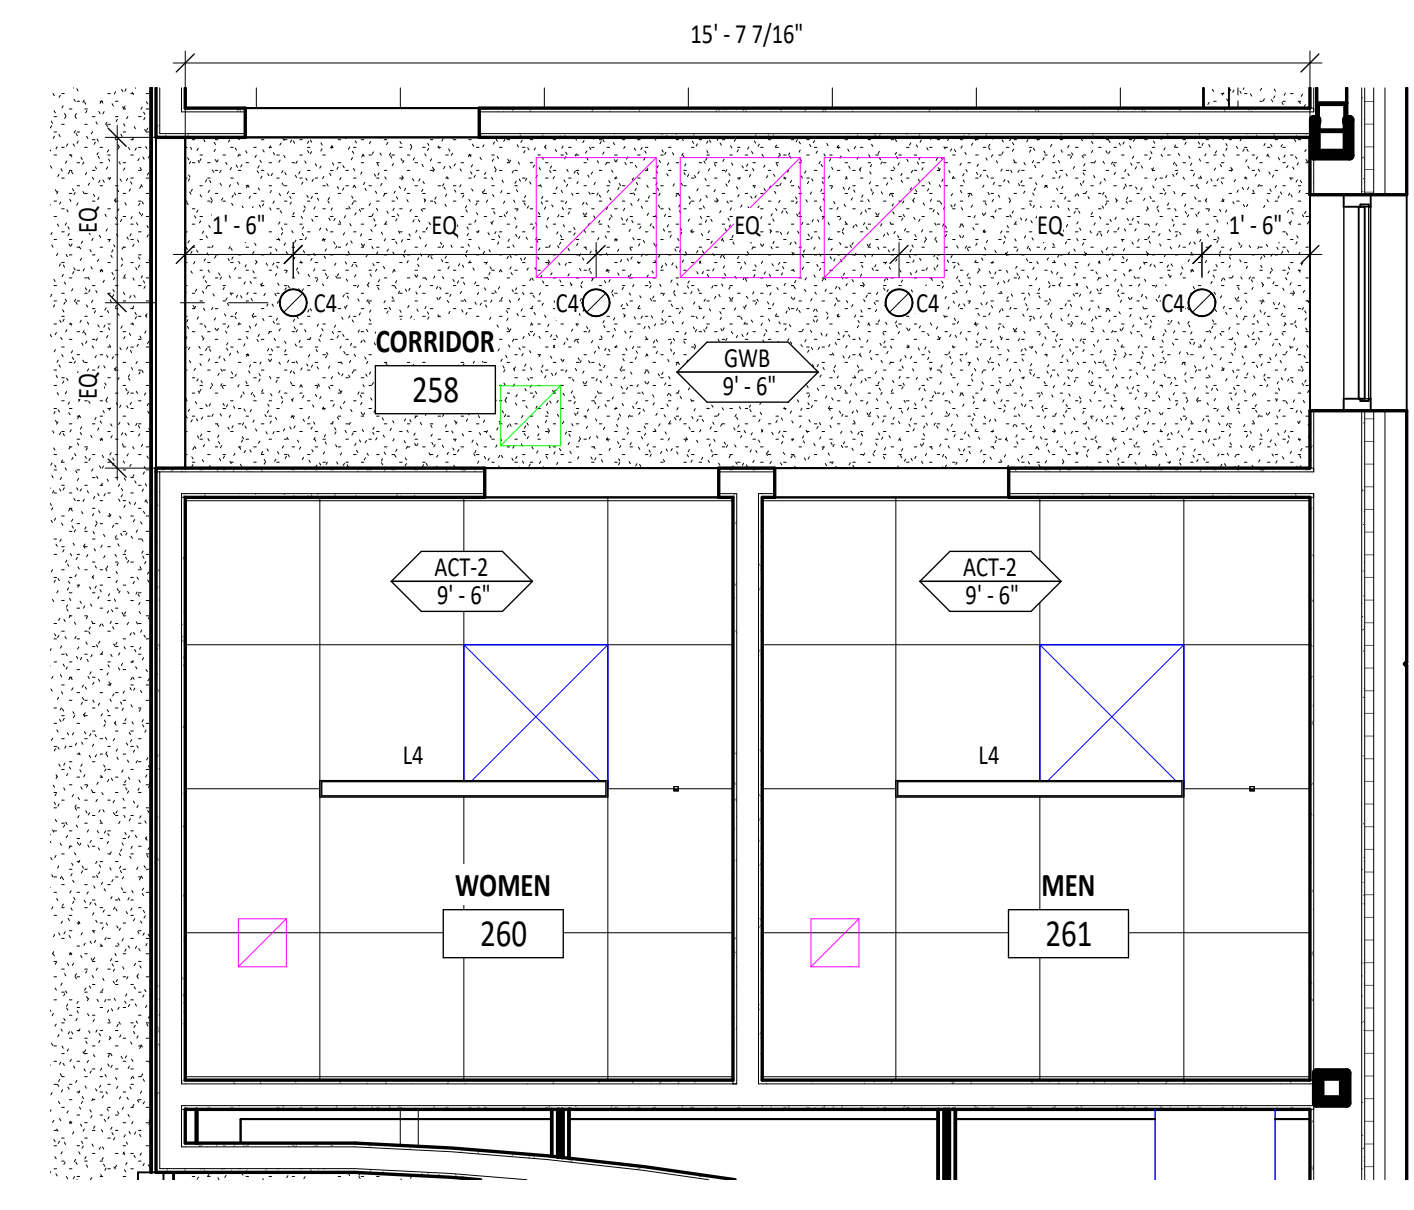 15' - 7 7/16"
EQ
1' - 6"
EQ
EQ
EQ
1' - 6"
C4
C4
C4
C4
CORRIDOR
258
GWB
9' - 6"
EQ
ACT-2
9' - 6"
ACT-2
9' - 6"
L4
L4
WOMEN
260
MEN
261